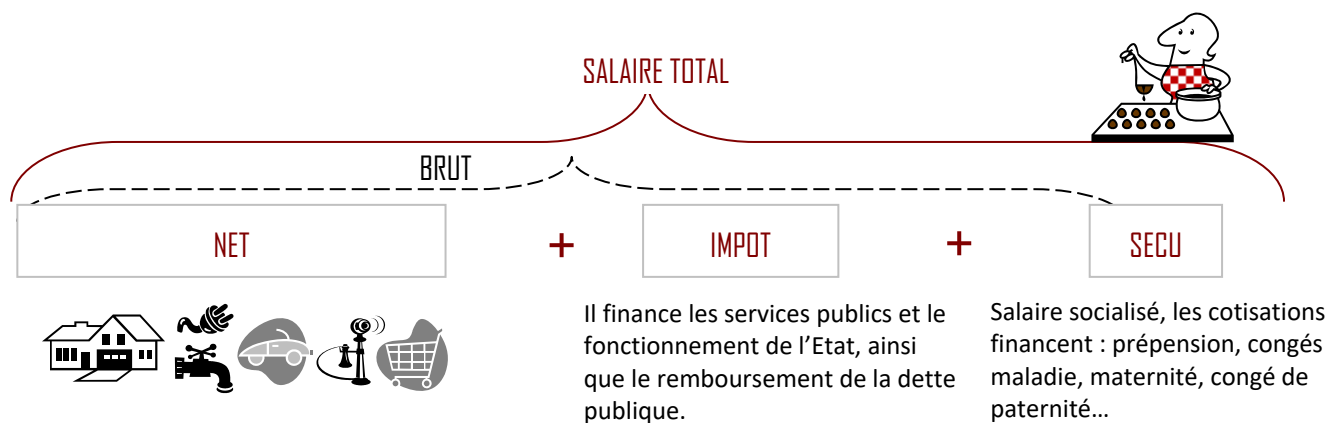 SALAIRE TOTAL
BRUT
NET + IMPOT + SECU
Il finance les services publics et le
fonctionnement de l’Etat, ainsi
que le remboursement de la dette
publique.
Salaire socialisé, les cotisations
financent : prépension, congés
maladie, maternité, congé de
paternité…